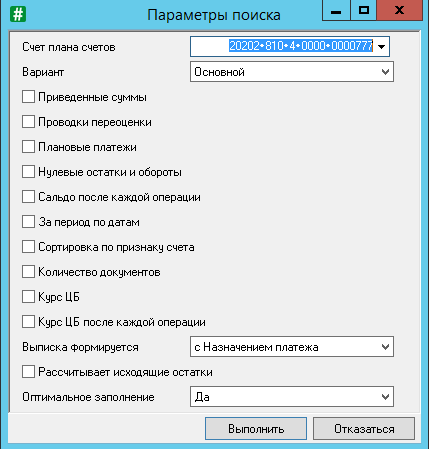 Параметры поиска
Счет плана счетов 20202•810•4•0000•0000777
Вариант Основной
Приведенные суммы
Проводки переоценки
Плановые платежи
Нулевые остатки и обороты
Сальдо после каждой операции
За период по датам
Сортировка по признаку счета
Количество документов
Курс ЦБ
Курс ЦБ после каждой операции
Выписка формируется с Назначением платежа
Рассчитывает исходящие остатки
Оптимальное заполнение Да
Выполнить Отказаться